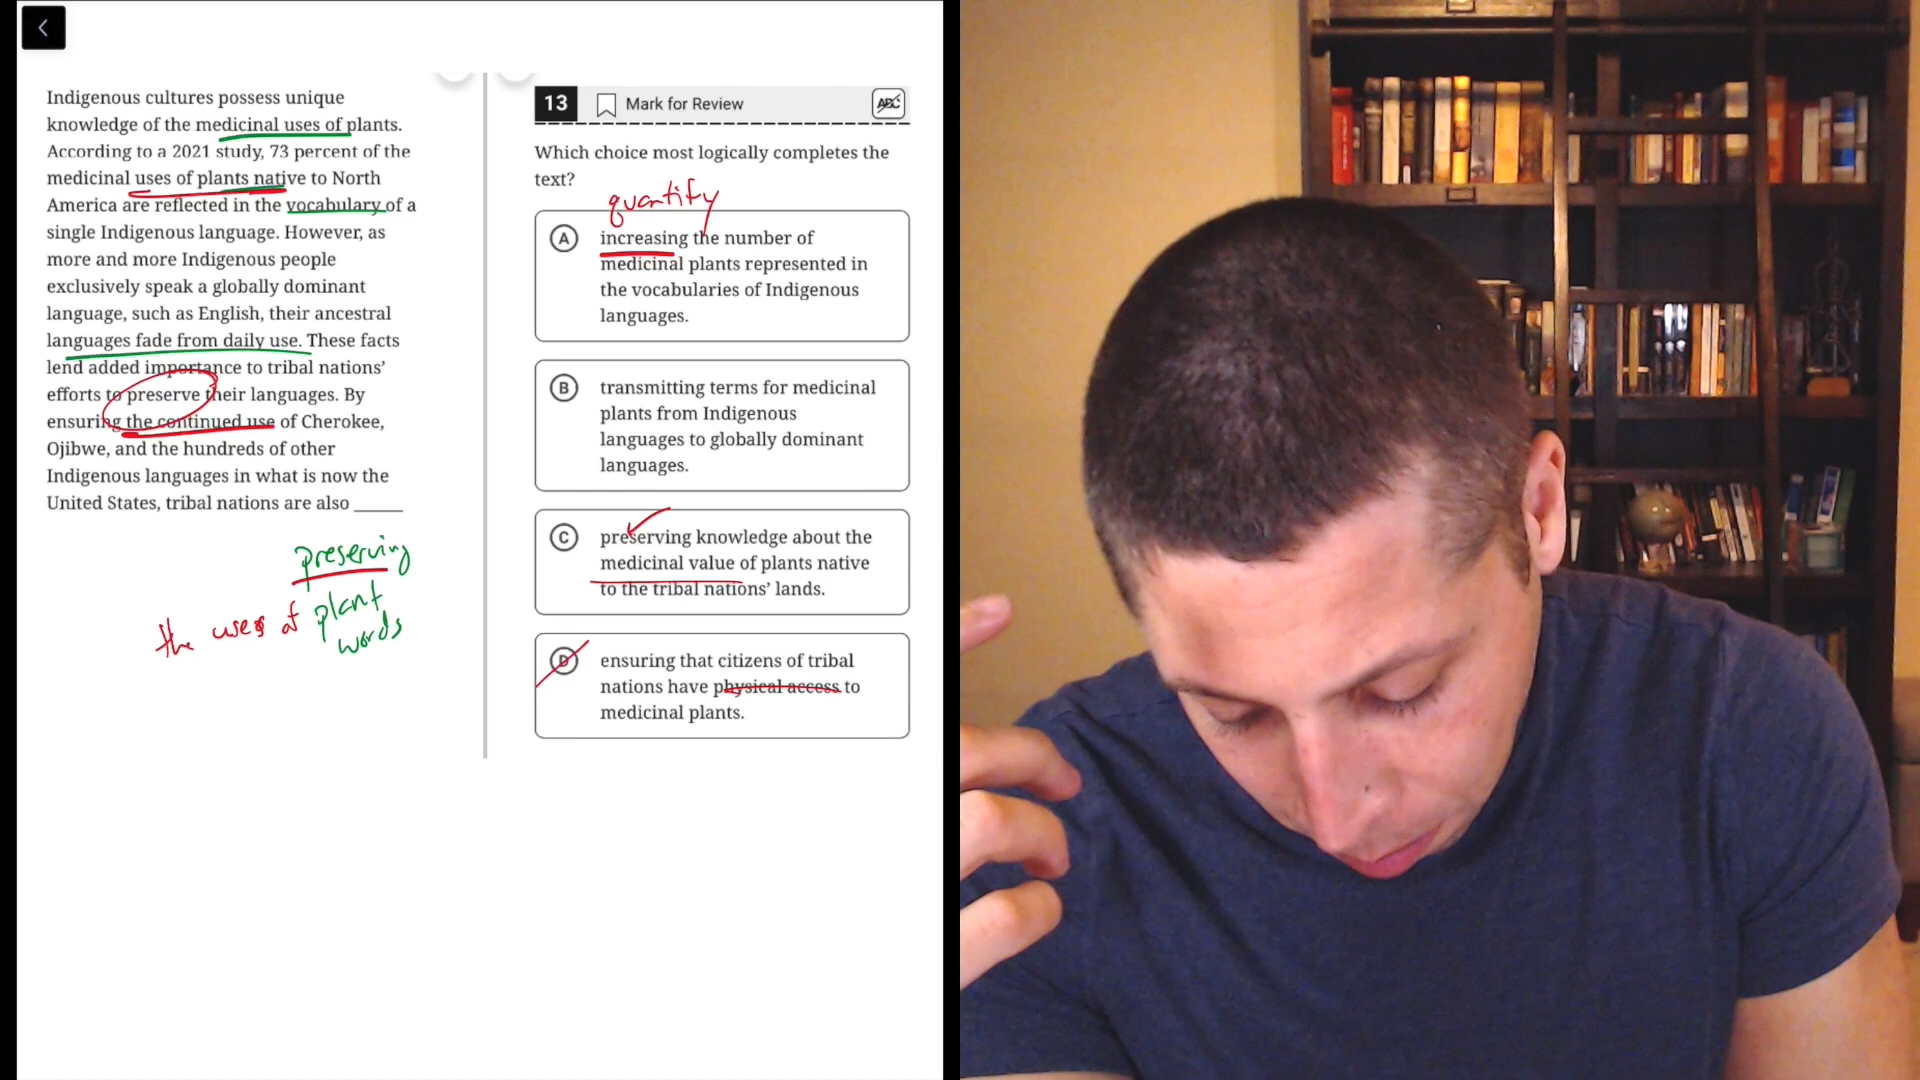 Indigenous cultures possess unique
knowledge of the medicinal uses of plants.
According to a 2021 study, 73 percent of the
medicinal uses of plants native to North
America are reflected in the vocabulary of a
single Indigenous language. However, as
more and more Indigenous people
exclusively speak a globally dominant
language, such as English, their ancestral
languages fade from daily use. These facts
lend added importance to tribal nations’
efforts to preserve their languages. By
ensuring the continued use of Cherokee,
Ojibwe, and the hundreds of other
Indigenous languages in what is now the
United States, tribal nations are also ______
preserving
the uses of plant
words
13 Mark for Review ABC
Which choice most logically completes the
text?
quantify
A increasing the number of
medicinal plants represented in
the vocabularies of Indigenous
languages.
B transmitting terms for medicinal
plants from Indigenous
languages to globally dominant
languages.
C preserving knowledge about the
medicinal value of plants native
to the tribal nations’ lands.
D ensuring that citizens of tribal
nations have physical access to
medicinal plants.